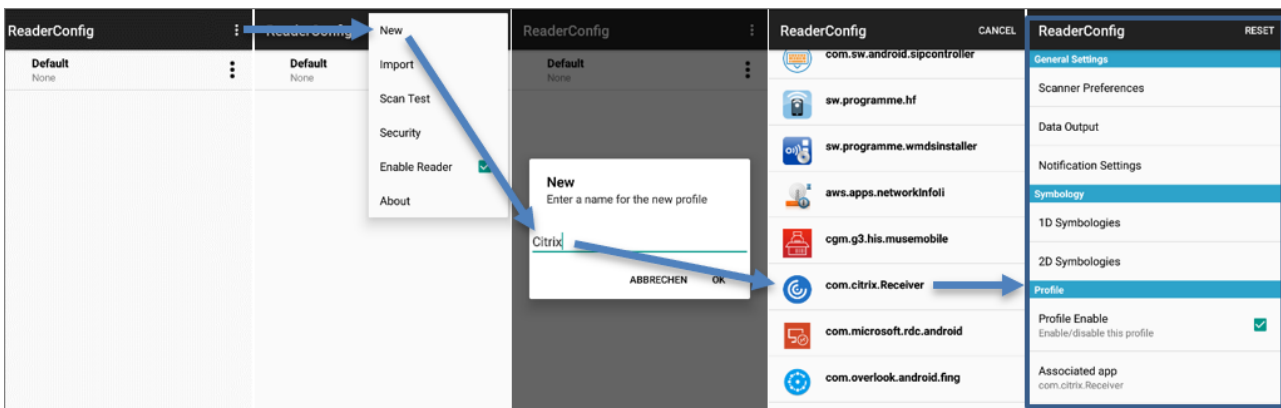 ReaderConfig
Default
None
ReaderConfig
Default
None
New
Import
Scan Test
Security
Enable Reader
About
ReaderConfig
Default
None
New
Enter a name for the new profile
Citrix
ABBRECHEN OK
ReaderConfig CANCEL
com.sw.android.sipcontroller
sw.programme.hf
sw.programme.wmdsinstaller
aws.apps.networkInfoli
cgm.g3.his.musemobile
com.citrix.Receiver
com.microsoft.rdc.android
com.overlook.android.fing
ReaderConfig RESET
General Settings
Scanner Preferences
Data Output
Notification Settings
Symbology
1D Symbologies
2D Symbologies
Profile
Profile Enable
Enable/disable this profile
Associated app
com.citrix.Receiver